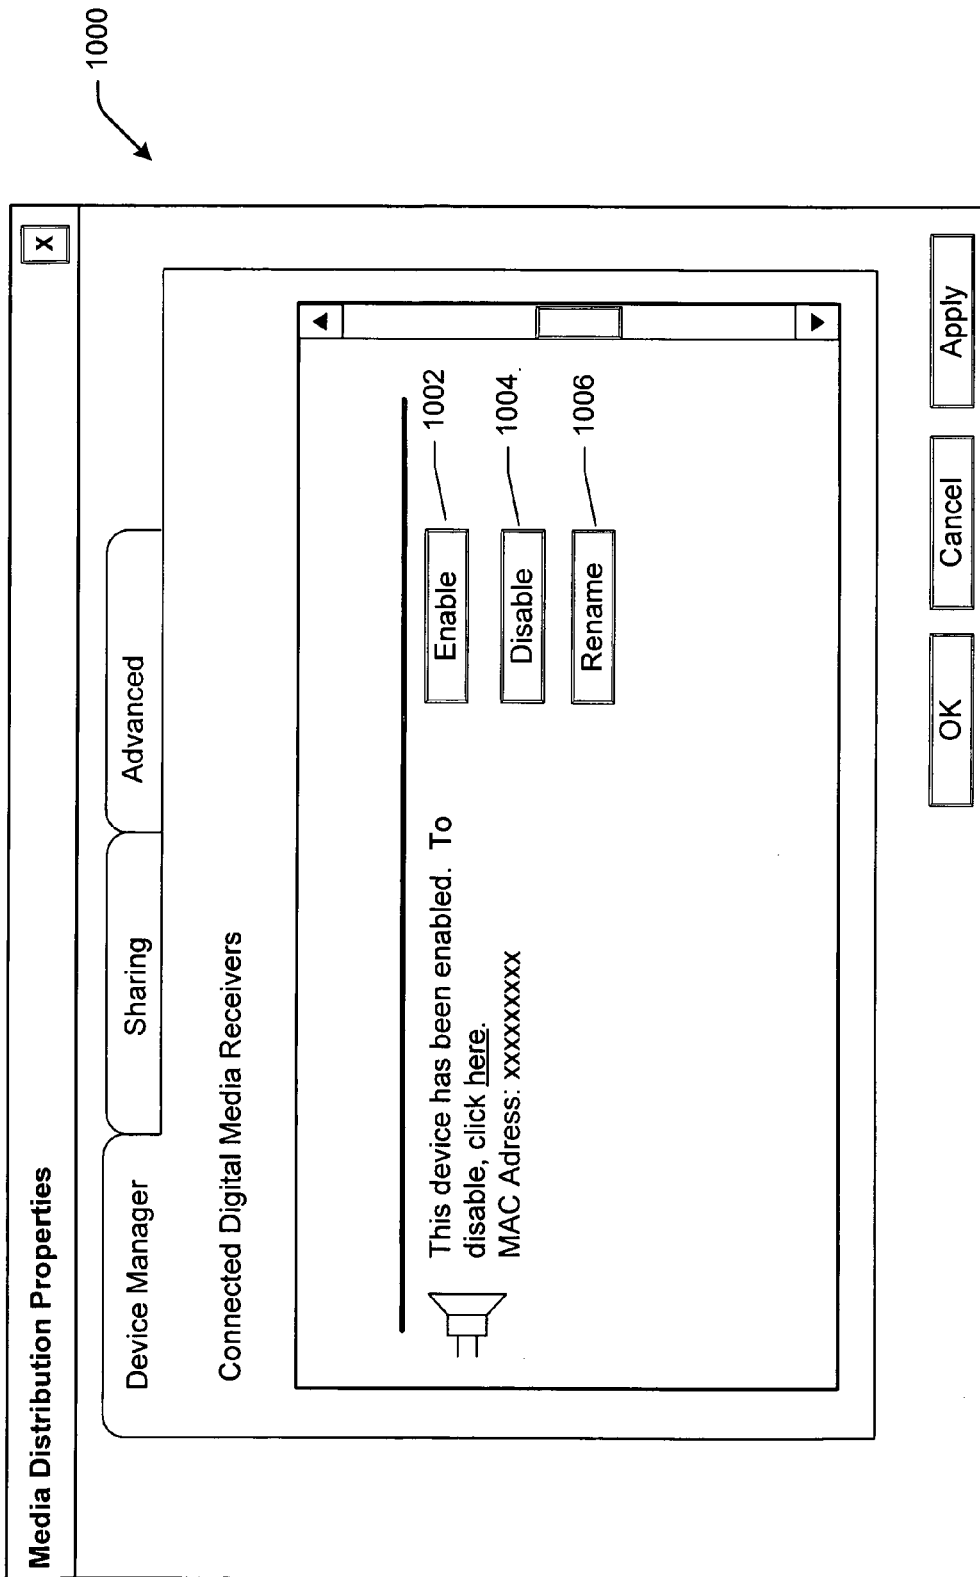 Media Distribution Properties
X
1000
Device Manager
Sharing
Advanced
Connected Digital Media Receivers
This device has been enabled. To
disable, click here.
MAC Adress: xxxxxxxxx
Enable
1002
Disable
1004
Rename
1006
OK
Cancel
Apply